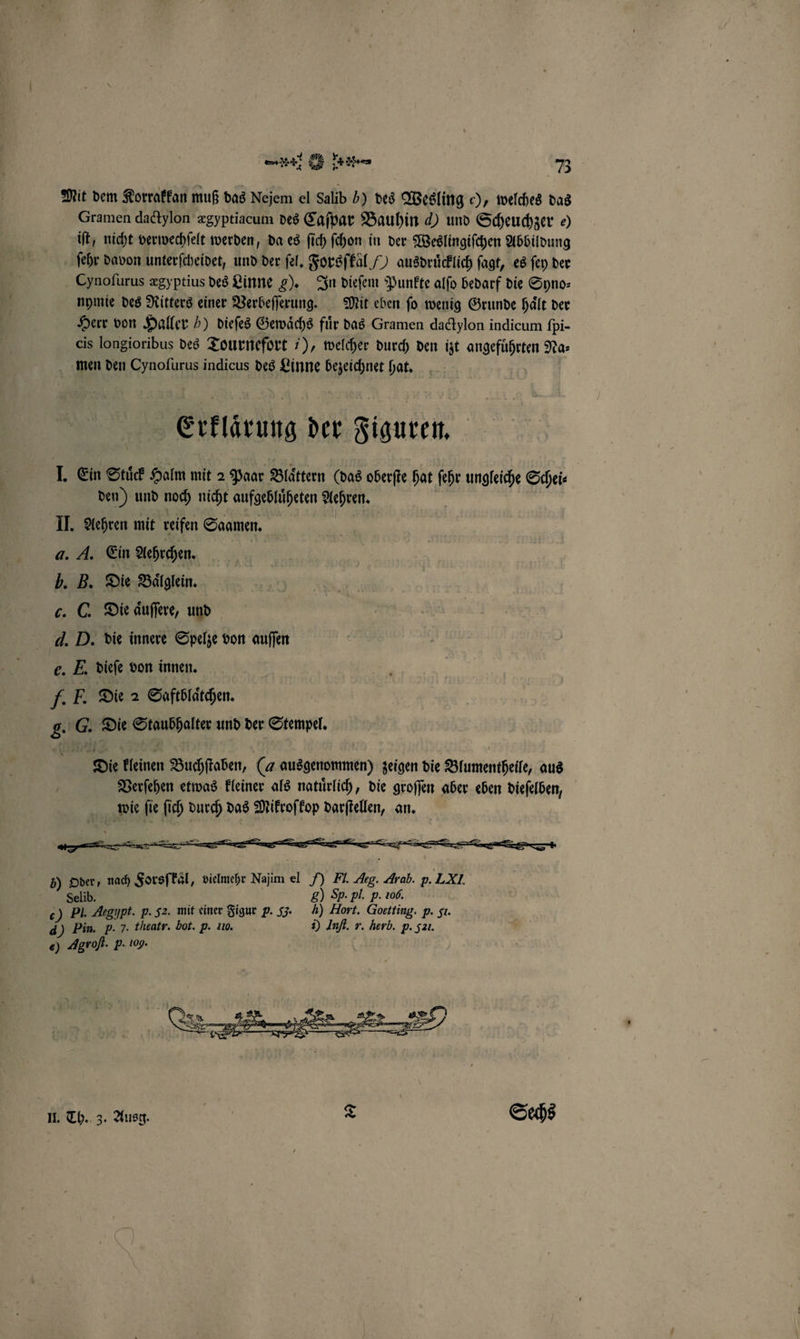 73
Mit dem Korrakkan muß das Nejem el Salib b) des Wesling c), welches das
Gramen dactylon ægyptiacum des Caspar Bauhin d) und Scheuchzer e)
ist, nicht verwechselt werden, da es sich schon in der Weslingischen Abbildung
sehr davon unterscheidet, und der sel. Forskål f) ausdrücklich sagt, es sey der
Cynosurus ægyptius des Linne g). In diesem Punkte also bedarf die Syno-
nymie des Ritters einer Verbesserung. Mit eben so wenig Grunde hält der
Herr von Haller h) dieses Gewächs für das Gramen dactylon indicum spi-
cis longioribus des Tournefort i), welcher durch den izt angeführten Na-
men den Cynosurus indicus des Linne bezeichnet hat.
Erklärung der Figuren.
I. Ein Stück Halm mit 2 Paar Blättern (das oberste hat sehr ungleiche Schei-
den) und noch nicht aufgeblüheten Aehren.
II. Aehren mit reifen Saamen.
a. A. Ein Aehrchen.
b. B. Die Bälglein.
c. C. Die äussere, und
d. D. die innere Spelze von aussen
e. E. diese von innen.
f. F. Die 2 Saftblätchen.
g. G. Die Staubhalter und der Stempel.
Die kleinen Buchstaben, (a ausgenommen) zeigen die Blumentheile, aus
Versehen etwas kleiner als natürlich, die grossen aber eben dieselben,
wie sie sich durch das Mikroskop darstellen, an.
b) Oder, nach Forskål, vielmehr Najim el
Selib.
c) Pl. Aegypt. p. 52. mit einer Figur p. 53.
d) Pin. p. 7. theatr. bot. p. 110.
e) Agrost. p. 109.
f) Fl. Aeg. Arab. p. LXI.
g) Sp. pl. p. 106.
h) Hort. Goetting. p. 51.
i) Inst. r. herb. p. 521.
II. Th. 3. Ausg.
T
Sechs